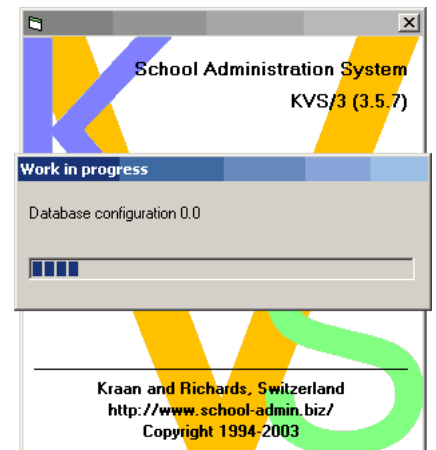 School Administration System
KVS/3 (3.5.7)
Work in progress
Database configuration 0.0
Kraan and Richards, Switzerland
http://www.school-admin.biz/
Copyright 1994-2003